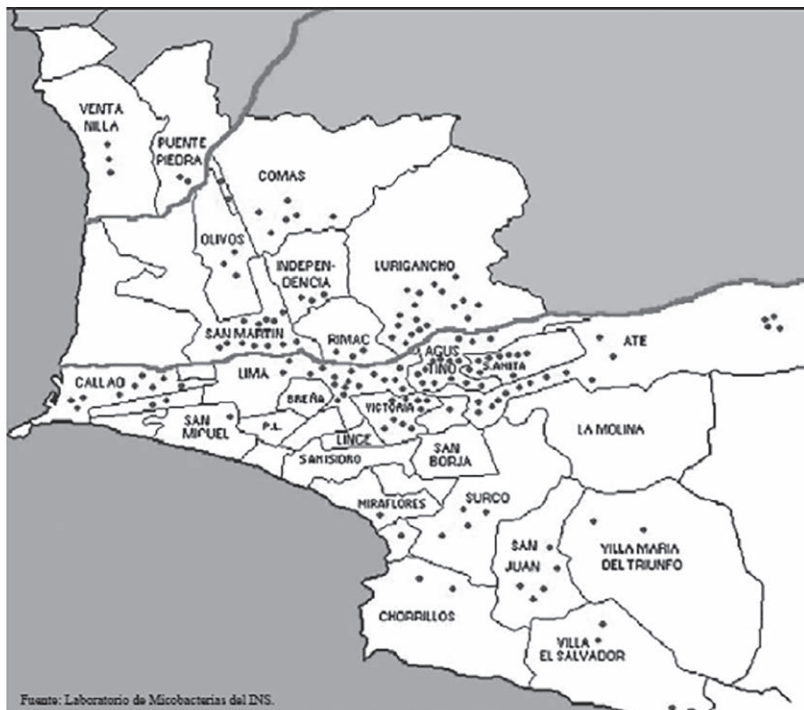 VENTA
NILLA
PUENTE
PIEDRA
COMAS
OLIVOS
INDEPEN-
DENCIA
LURIGANCHO
SAN MARTIN
RIMAC
AGUS
TINO
S.ANITA
ATE
CALLAO
LIMA
BREÑA
VICTORIA
SAN
MIGUEL
P.L.
LINCE
LA MOLINA
SAN ISIDRO
SAN
BORJA
MIRAFLORES
SURCO
SAN
JUAN
VILLA MARIA
DEL TRIUNFO
CHORRILLOS
VILLA
EL SALVADOR
Fuente: Laboratorio de Micobacterias del INS.